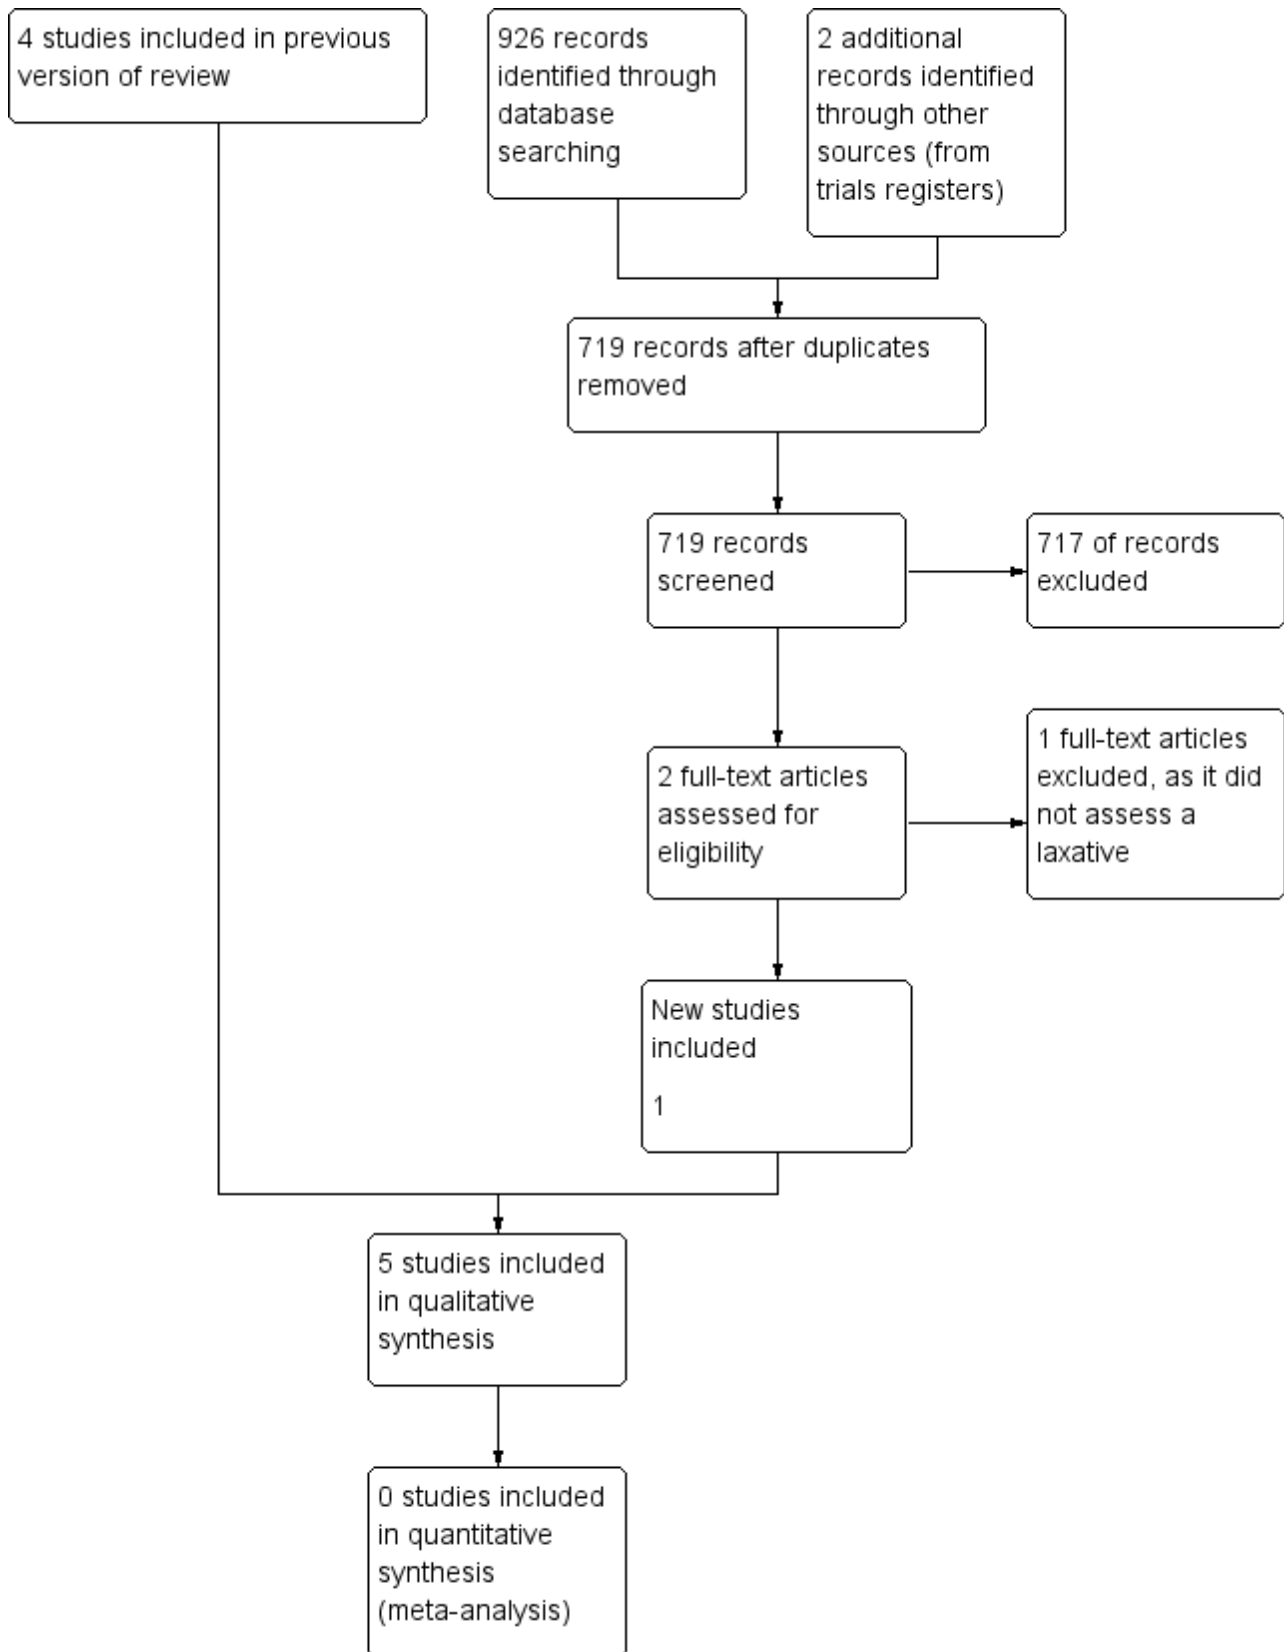 4 studies included in previous
version of review
926 records
identified through
database
searching
2 additional
records identified
through other
sources (from
trials registers)
719 records after duplicates
removed
719 records
screened
717 of records
excluded
2 full-text articles
assessed for
eligibility
1 full-text articles
excluded, as it did
not assess a
laxative
New studies
included
1
5 studies included
in qualitative
synthesis
0 studies included
in quantitative
synthesis
(meta-analysis)